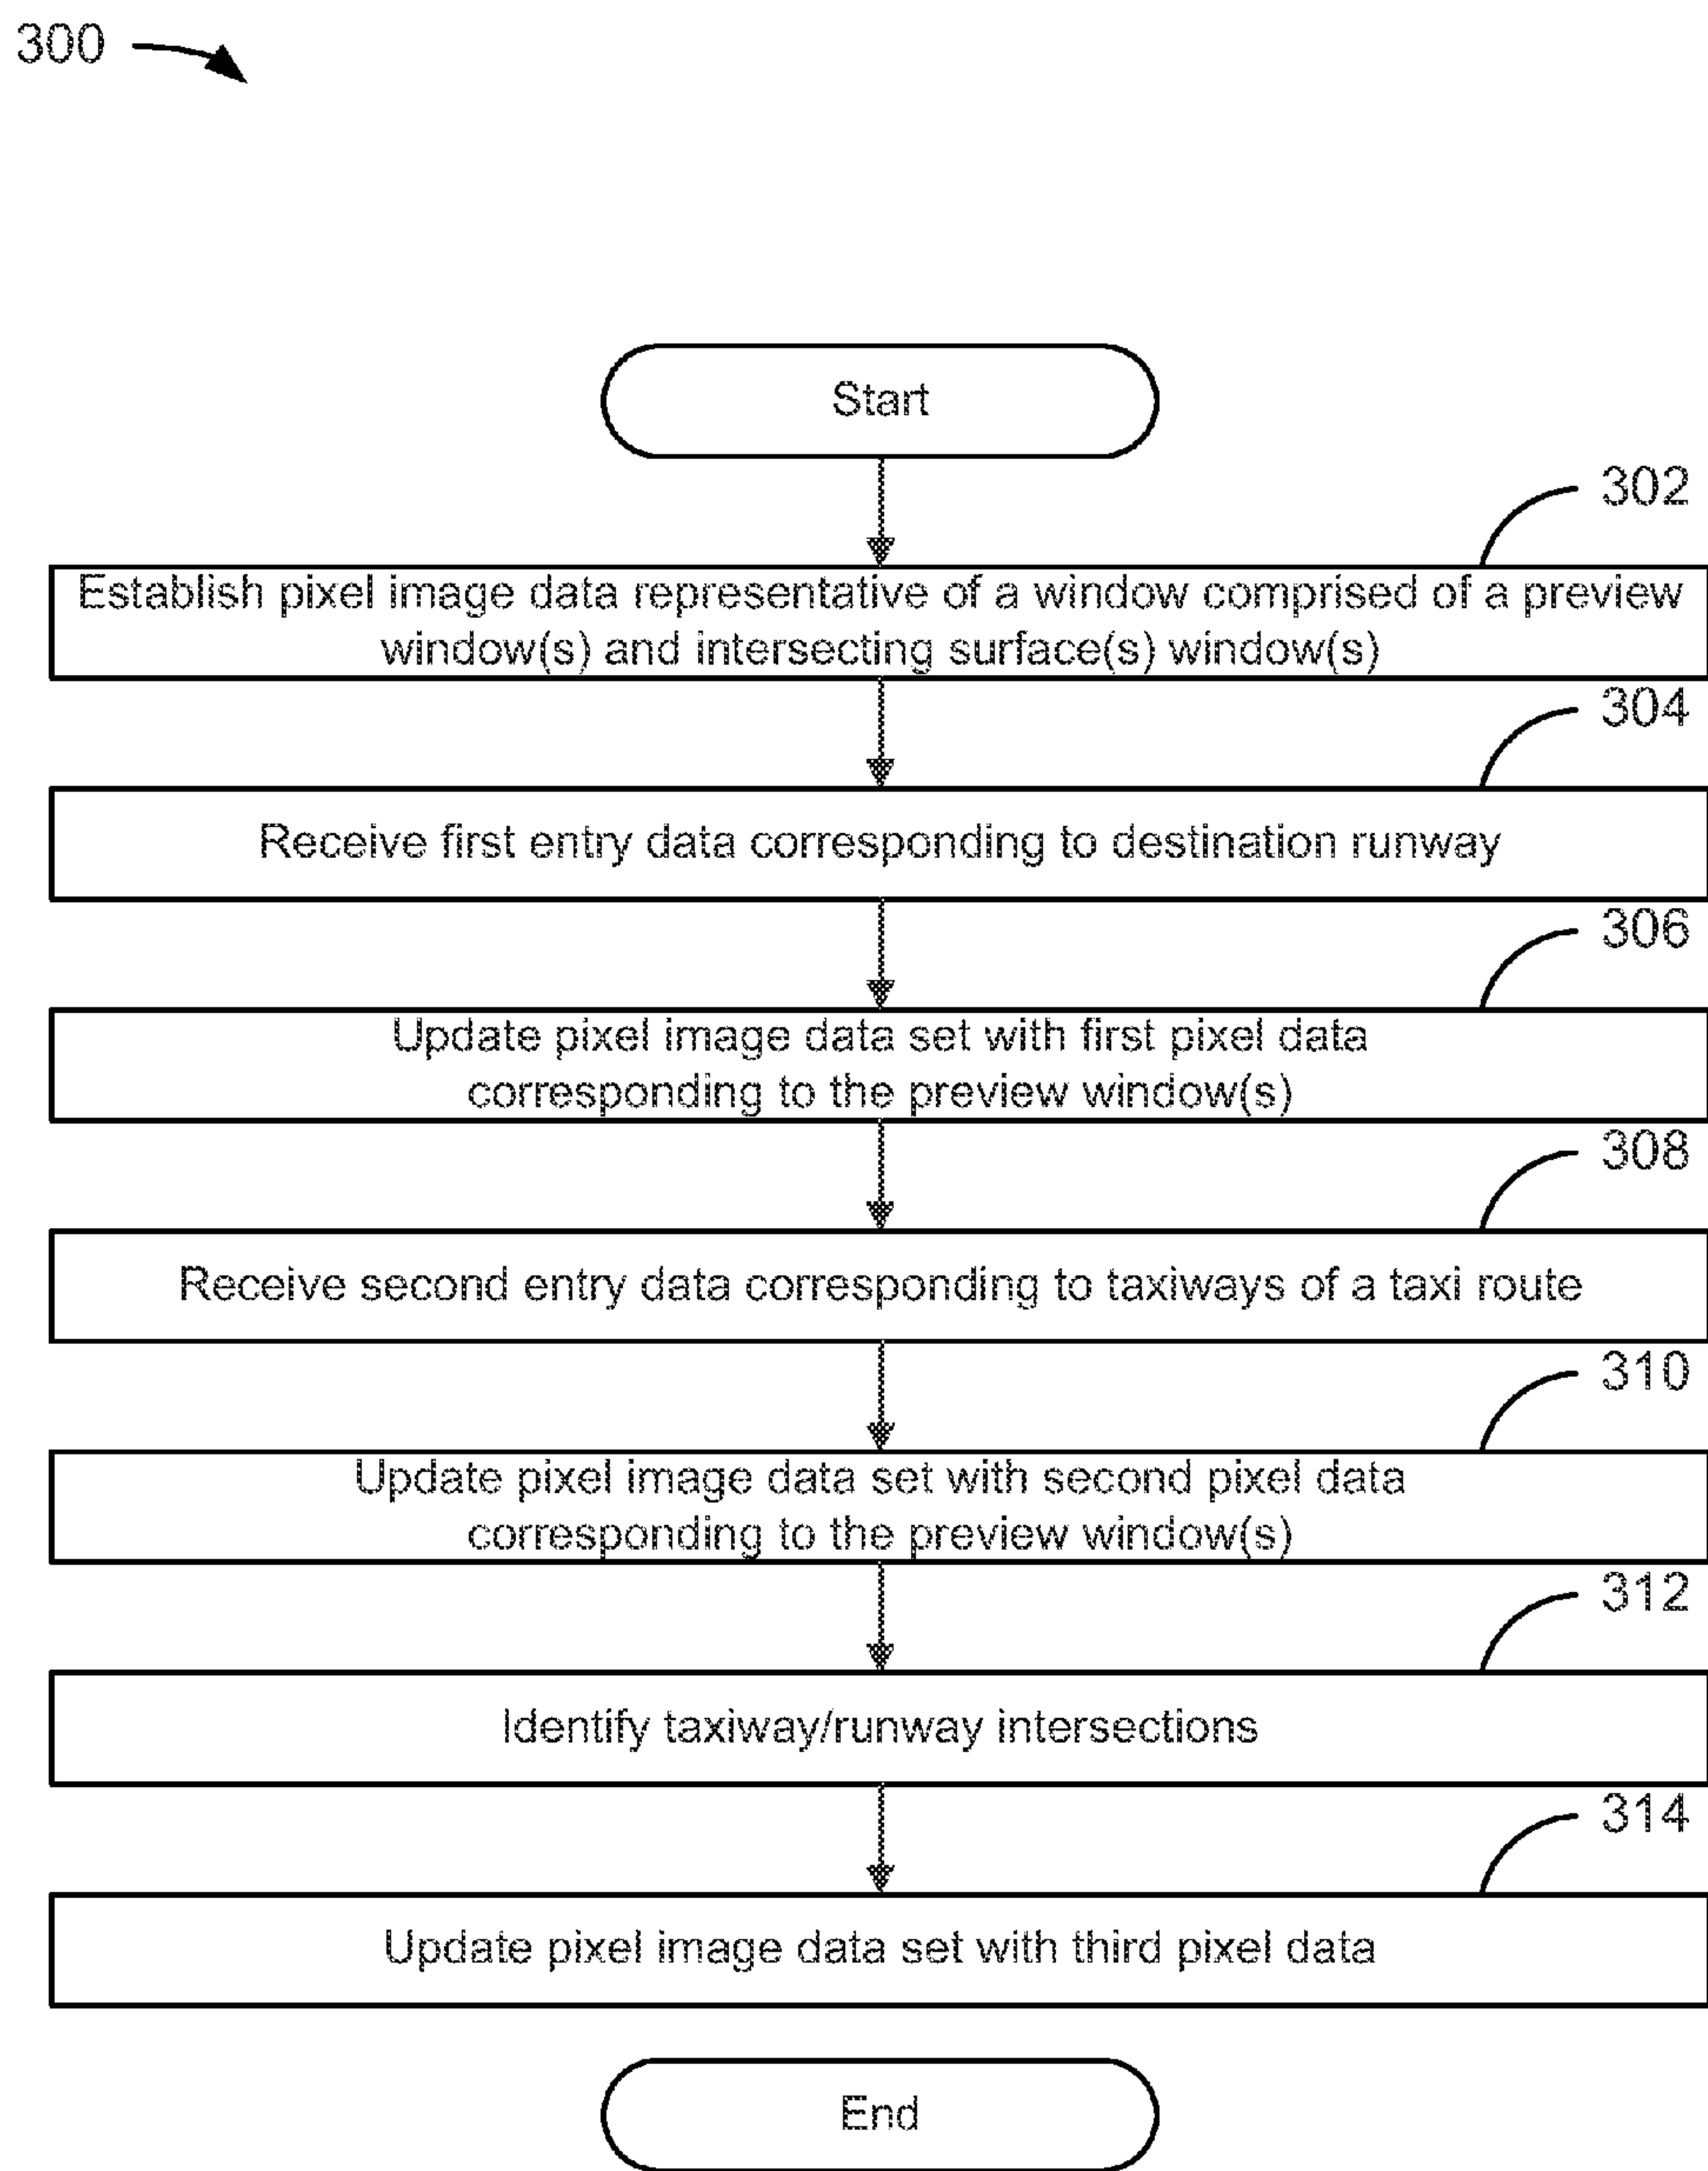 300
Start
302
Establish pixel image data representative of a window comprised of a preview
window(s) and intersecting surface(s) window(s)
304
Receive first entry data corresponding to destination runway
306
Update pixel image data set with first pixel data
corresponding to the preview window(s)
308
Receive second entry data corresponding to taxiways of a taxi route
310
Update pixel image data set with second pixel data
corresponding to the preview window(s)
312
Identify taxiway/runway intersections
314
Update pixel image data set with third pixel data
End